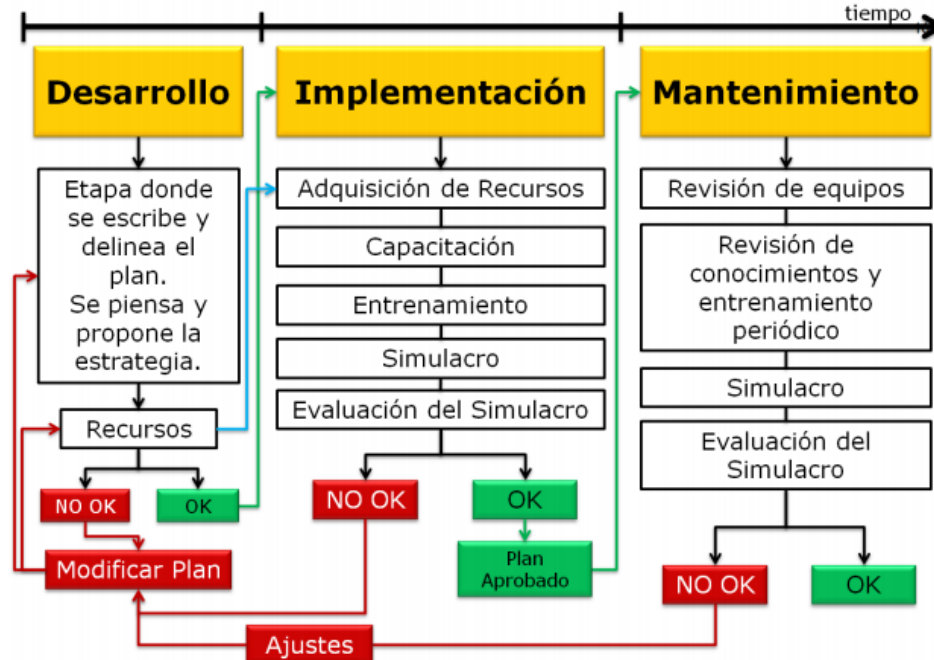 tiempo
Desarrollo
Implementación
Mantenimiento
Etapa donde
se escribe y
delinea el
plan.
Se piensa y
propone la
estrategia.
Recursos
NO OK
OK
Modificar Plan
Adquisición de Recursos
Capacitación
Entrenamiento
Simulacro
Evaluación del Simulacro
NO OK
OK
Plan
Aprobado
Ajustes
Revisión de equipos
Revisión de
conocimientos y
entrenamiento
periódico
Simulacro
Evaluación del
Simulacro
NO OK
OK